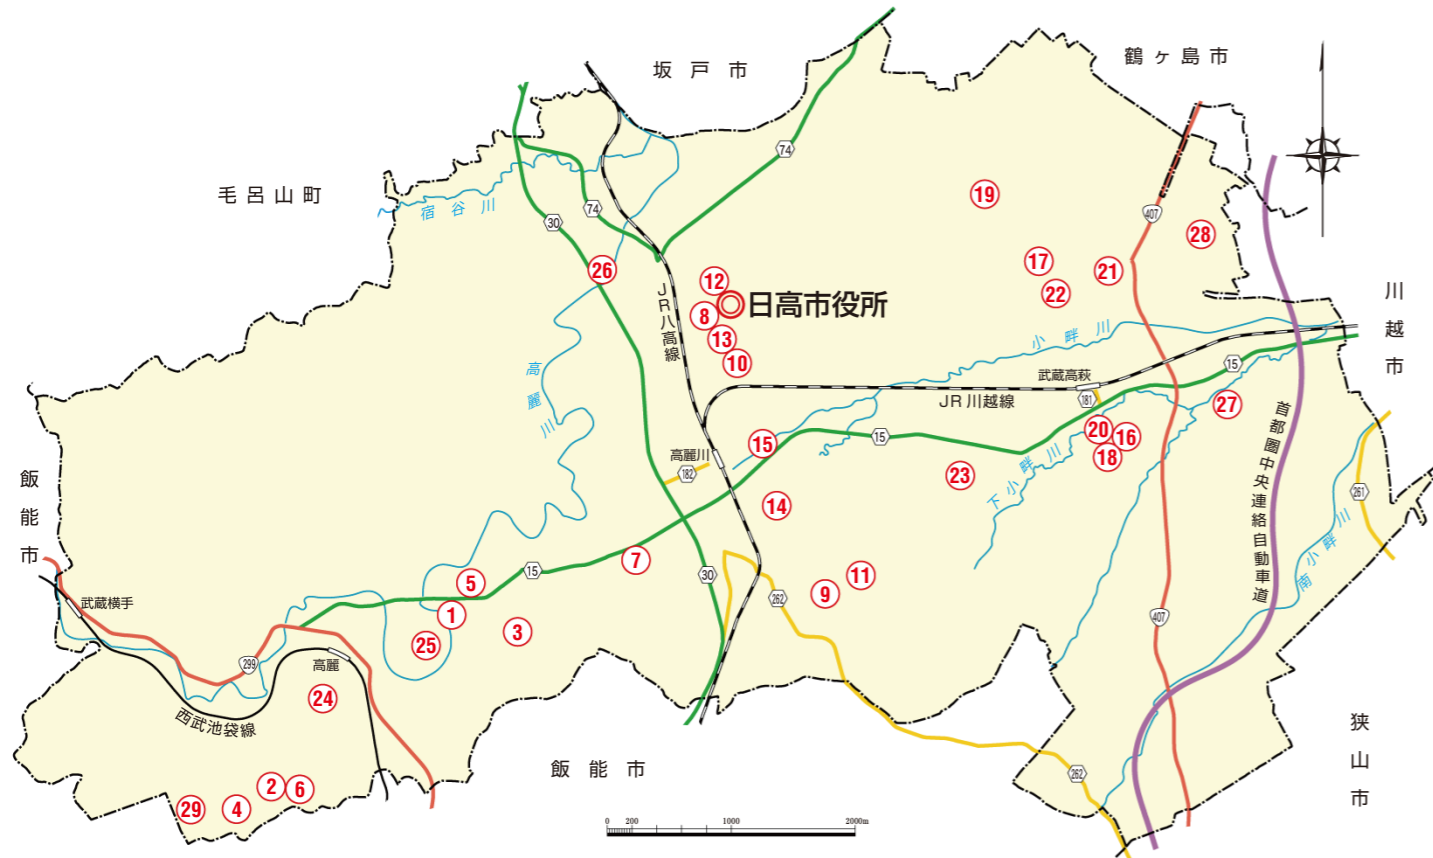 坂戸市
鶴ヶ島市
毛呂山町
宿谷川
74
30
74
19
407
28
26
12
日高市役所
8
13
10
JR八高線
17
21
22
川越市
小畔川
武蔵高萩
181
JR川越線
15
27
首都圏中央連絡自動車道
高麗川
高麗川
182
15
15
20
16
18
下小畔川
23
14
261
南小畔川
飯能市
武蔵横手
5
15
7
30
1
25
3
262
9
11
407
299
高麗
24
西武池袋線
狭山市
飯能市
262
2
6
29
4
0 200 1000 2000m